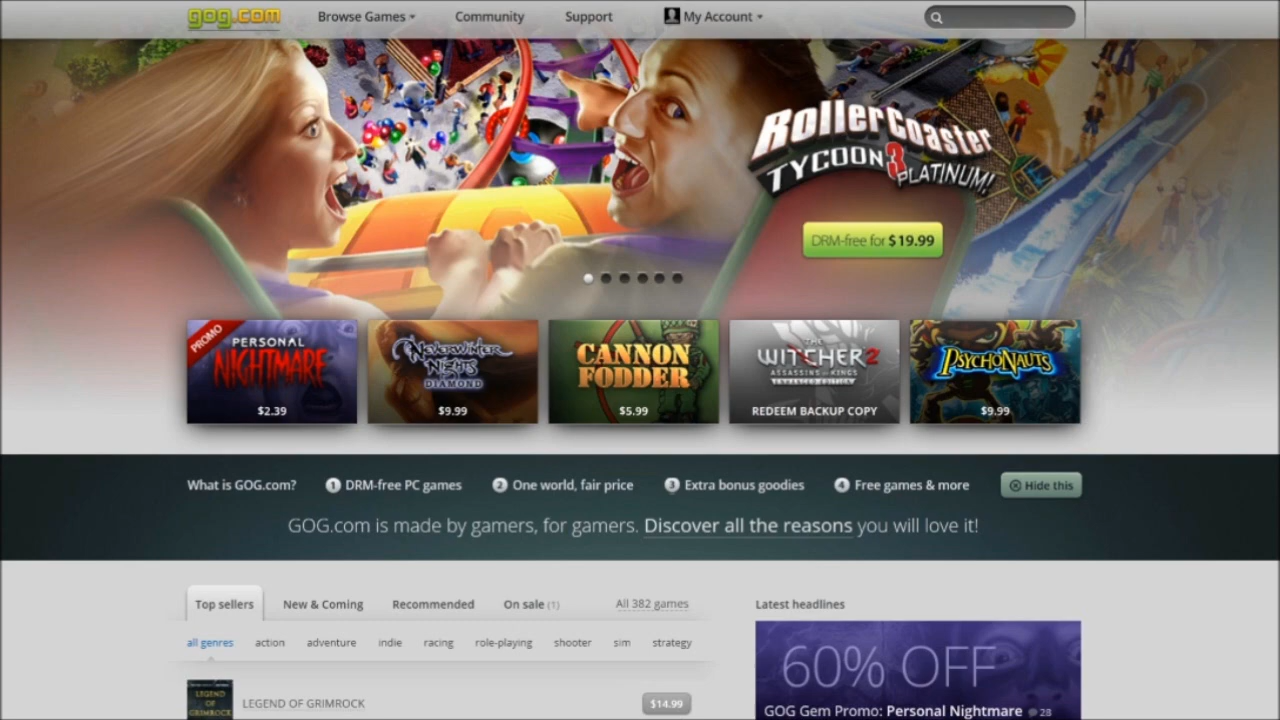 gog.com Browse Games Community Support My Account
RollerCoaster
TYCOON 3
PLATINUM!
DRM-free for $19.99
PROMO
PERSONAL
NIGHTMARE
$2.39
NEVERWINTER
NIGHTS
DIAMOND
$9.99
CANNON
FODDER
$5.99
THE
WITCHER 2
ASSASSINS OF KINGS
ENHANCED EDITION
REDEEM BACKUP COPY
PSYCHONAUTS
$9.99
What is GOG.com? 1 DRM-free PC games 2 One world, fair price 3 Extra bonus goodies 4 Free games & more Hide this
GOG.com is made by gamers, for gamers. Discover all the reasons you will love it!
Top sellers New & Coming Recommended On sale (1) All 382 games
all genres action adventure indie racing role-playing shooter sim strategy
LEGEND
OF
GRIMROCK
LEGEND OF GRIMROCK $14.99
Latest headlines
60% OFF
GOG Gem Promo: Personal Nightmare 28